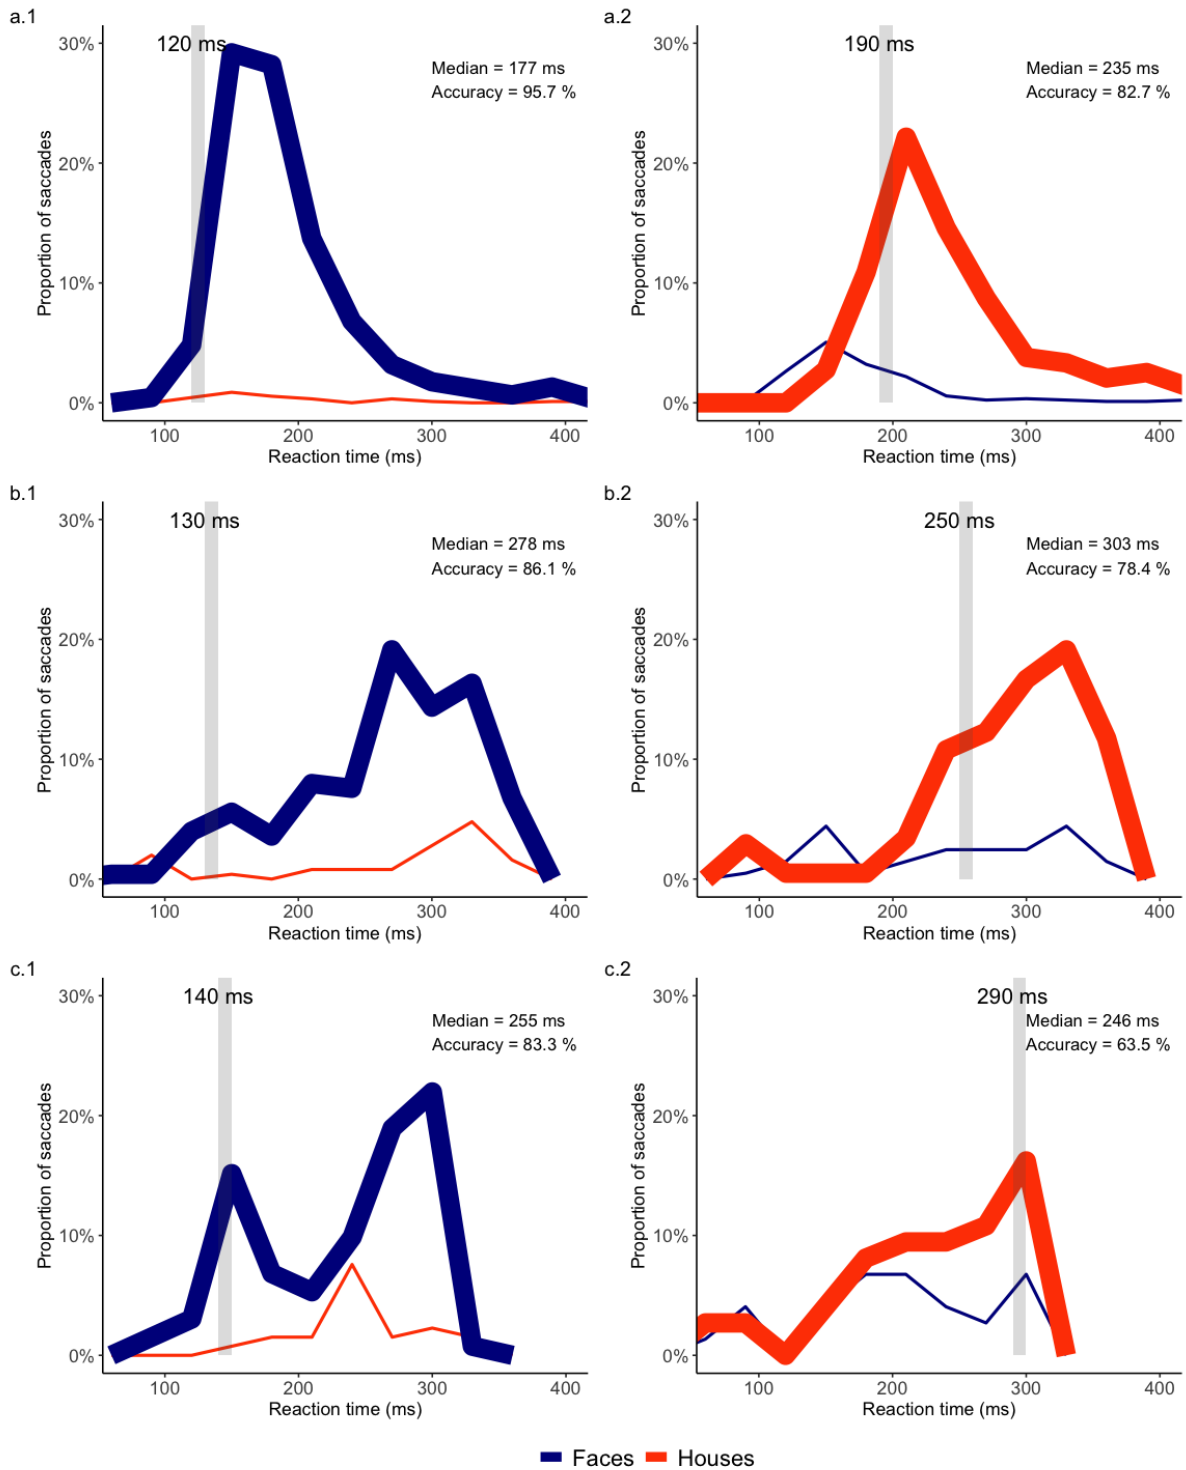 a.1
120 ms
Median = 177 ms
Accuracy = 95.7 %
30%
20%
10%
0%
Proportion of saccades
100 200 300 400
Reaction time (ms)
a.2
190 ms
Median = 235 ms
Accuracy = 82.7 %
30%
20%
10%
0%
Proportion of saccades
100 200 300 400
Reaction time (ms)
b.1
130 ms
Median = 278 ms
Accuracy = 86.1 %
30%
20%
10%
0%
Proportion of saccades
100 200 300 400
Reaction time (ms)
b.2
250 ms
Median = 303 ms
Accuracy = 78.4 %
30%
20%
10%
0%
Proportion of saccades
100 200 300 400
Reaction time (ms)
c.1
140 ms
Median = 255 ms
Accuracy = 83.3 %
30%
20%
10%
0%
Proportion of saccades
100 200 300 400
Reaction time (ms)
c.2
290 ms
Median = 246 ms
Accuracy = 63.5 %
30%
20%
10%
0%
Proportion of saccades
100 200 300 400
Reaction time (ms)
Faces Houses